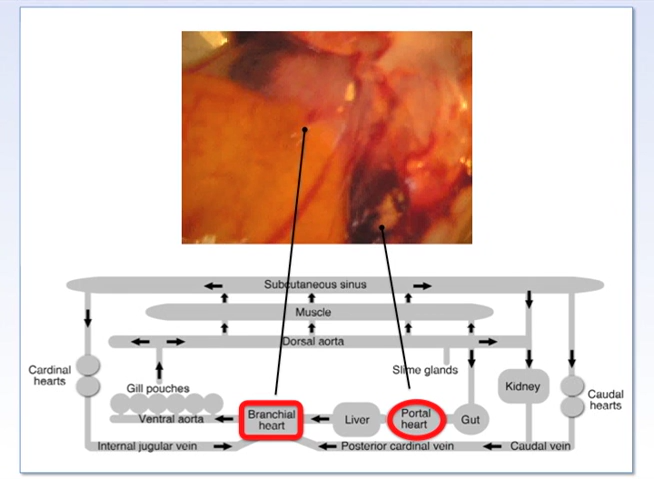 Subcutaneous sinus
Muscle
Dorsal aorta
Cardinal
hearts
Slime glands
Gill pouches
Kidney
Caudal
hearts
Ventral aorta
Branchial
heart
Liver
Portal
heart
Gut
Internal jugular vein
Posterior cardinal vein
Caudal vein